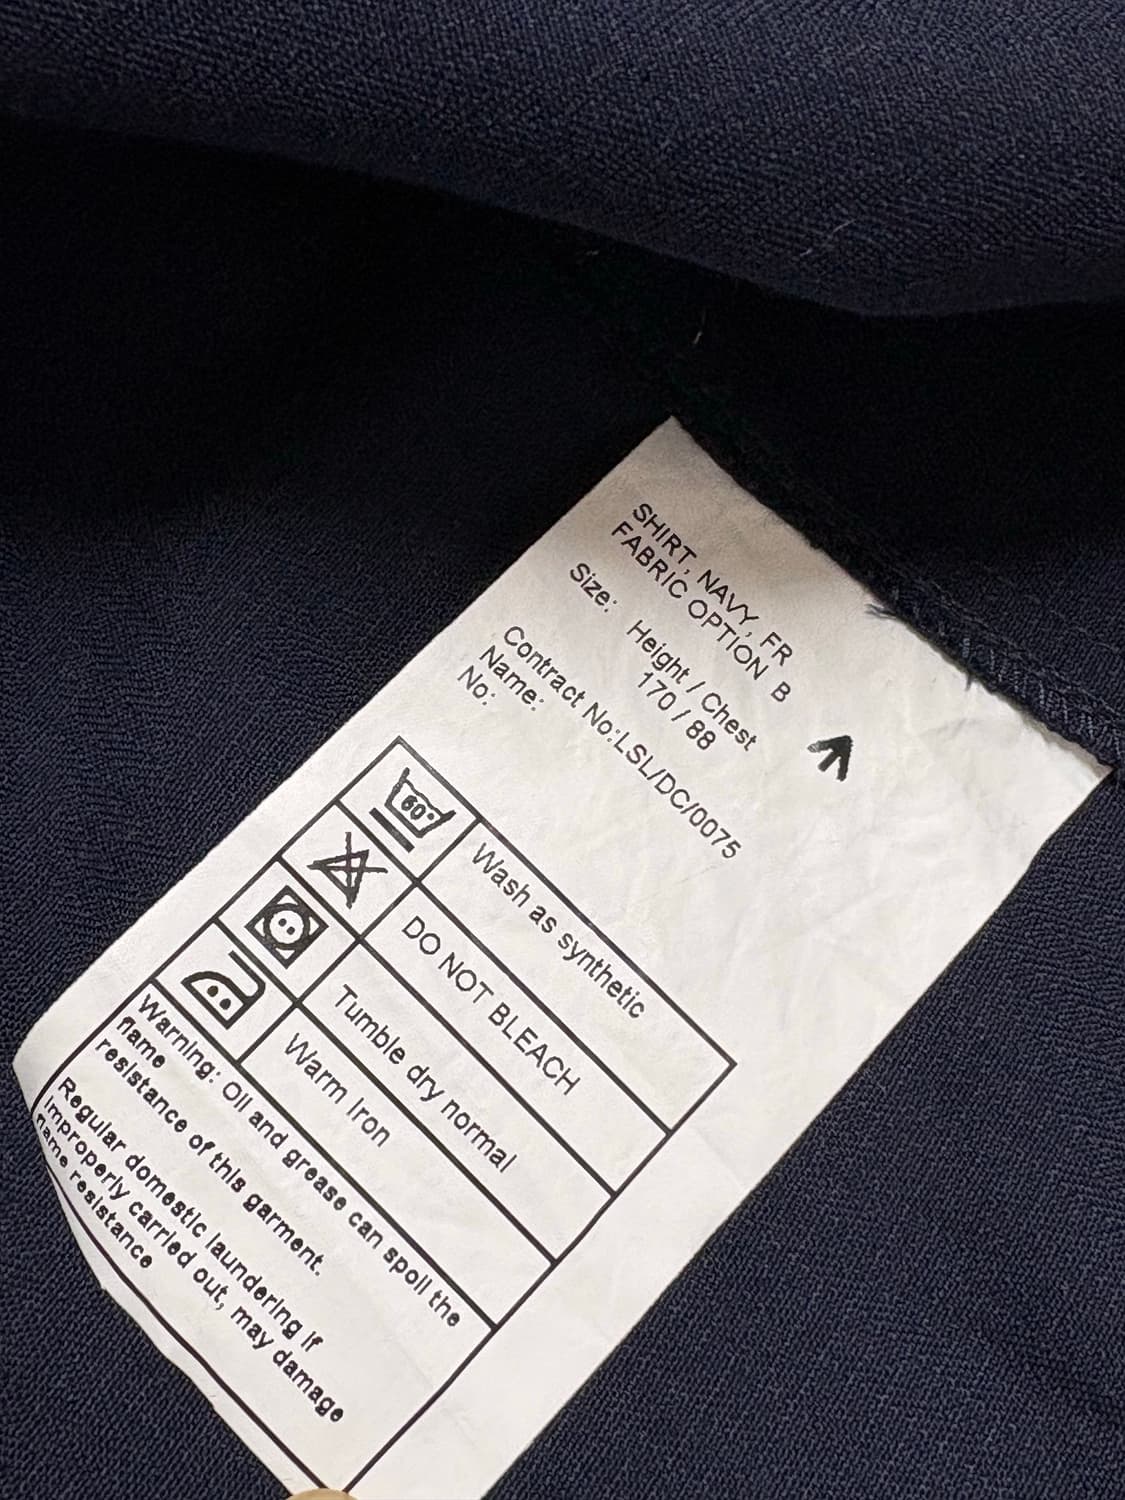 SHIRT, NAVY, FR
FABRIC OPTION B
Size: Height / Chest
170 / 88
Contract No:LSL/DC/0075
Name:
No:
60° Wash as synthetic
DO NOT BLEACH
Tumble dry normal
Warm Iron
Warning: Oil and grease can spoil the
flame
resistance of this garment.
Regular domestic laundering if
improperly carried out, may damage
flame resistance